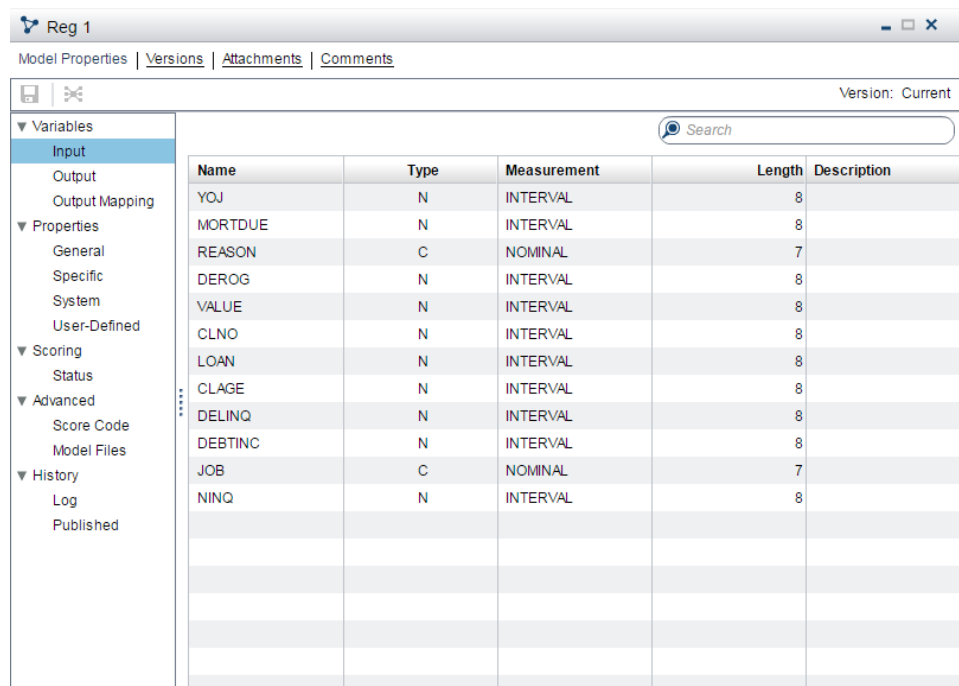 Reg 1
Model Properties | Versions | Attachments | Comments
Version: Current
Variables
Input
Output
Output Mapping
Properties
General
Specific
System
User-Defined
Scoring
Status
Advanced
Score Code
Model Files
History
Log
Published
Search
Name Type Measurement Length Description
YOJ N INTERVAL 8
MORTDUE N INTERVAL 8
REASON C NOMINAL 7
DEROG N INTERVAL 8
VALUE N INTERVAL 8
CLNO N INTERVAL 8
LOAN N INTERVAL 8
CLAGE N INTERVAL 8
DELINQ N INTERVAL 8
DEBTINC N INTERVAL 8
JOB C NOMINAL 7
NINQ N INTERVAL 8